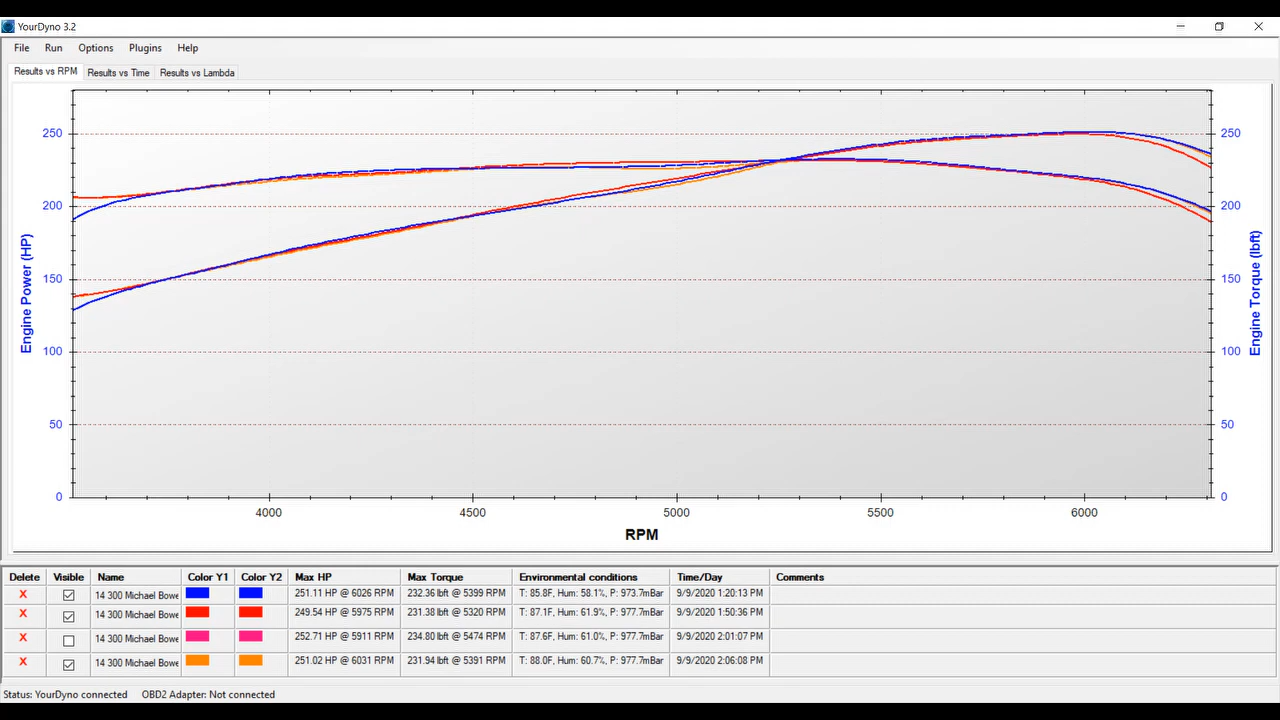 YourDyno 3.2
File Run Options Plugins Help
Results vs RPM Results vs Time Results vs Lambda
250 250
200 200
150 150
100 100
50 50
0 0
Engine Power (HP)
Engine Torque (lbft)
4000 4500 5000 5500 6000
RPM
Delete Visible Name Color Y1 Color Y2 Max HP Max Torque Environmental conditions Time/Day Comments
X 14 300 Michael Bowe 251.11 HP @ 6026 RPM 232.36 lbft @ 5399 RPM T: 85.8F, Hum: 58.1%, P: 973.7mBar 9/9/2020 1:20:13 PM
X 14 300 Michael Bowe 249.54 HP @ 5975 RPM 231.38 lbft @ 5320 RPM T: 87.1F, Hum: 61.9%, P: 977.7mBar 9/9/2020 1:50:36 PM
X 14 300 Michael Bowe 252.71 HP @ 5911 RPM 234.80 lbft @ 5474 RPM T: 87.6F, Hum: 61.0%, P: 977.7mBar 9/9/2020 2:01:07 PM
X 14 300 Michael Bowe 251.02 HP @ 6031 RPM 231.94 lbft @ 5391 RPM T: 88.0F, Hum: 60.7%, P: 977.7mBar 9/9/2020 2:06:08 PM
Status: YourDyno connected OBD2 Adapter: Not connected